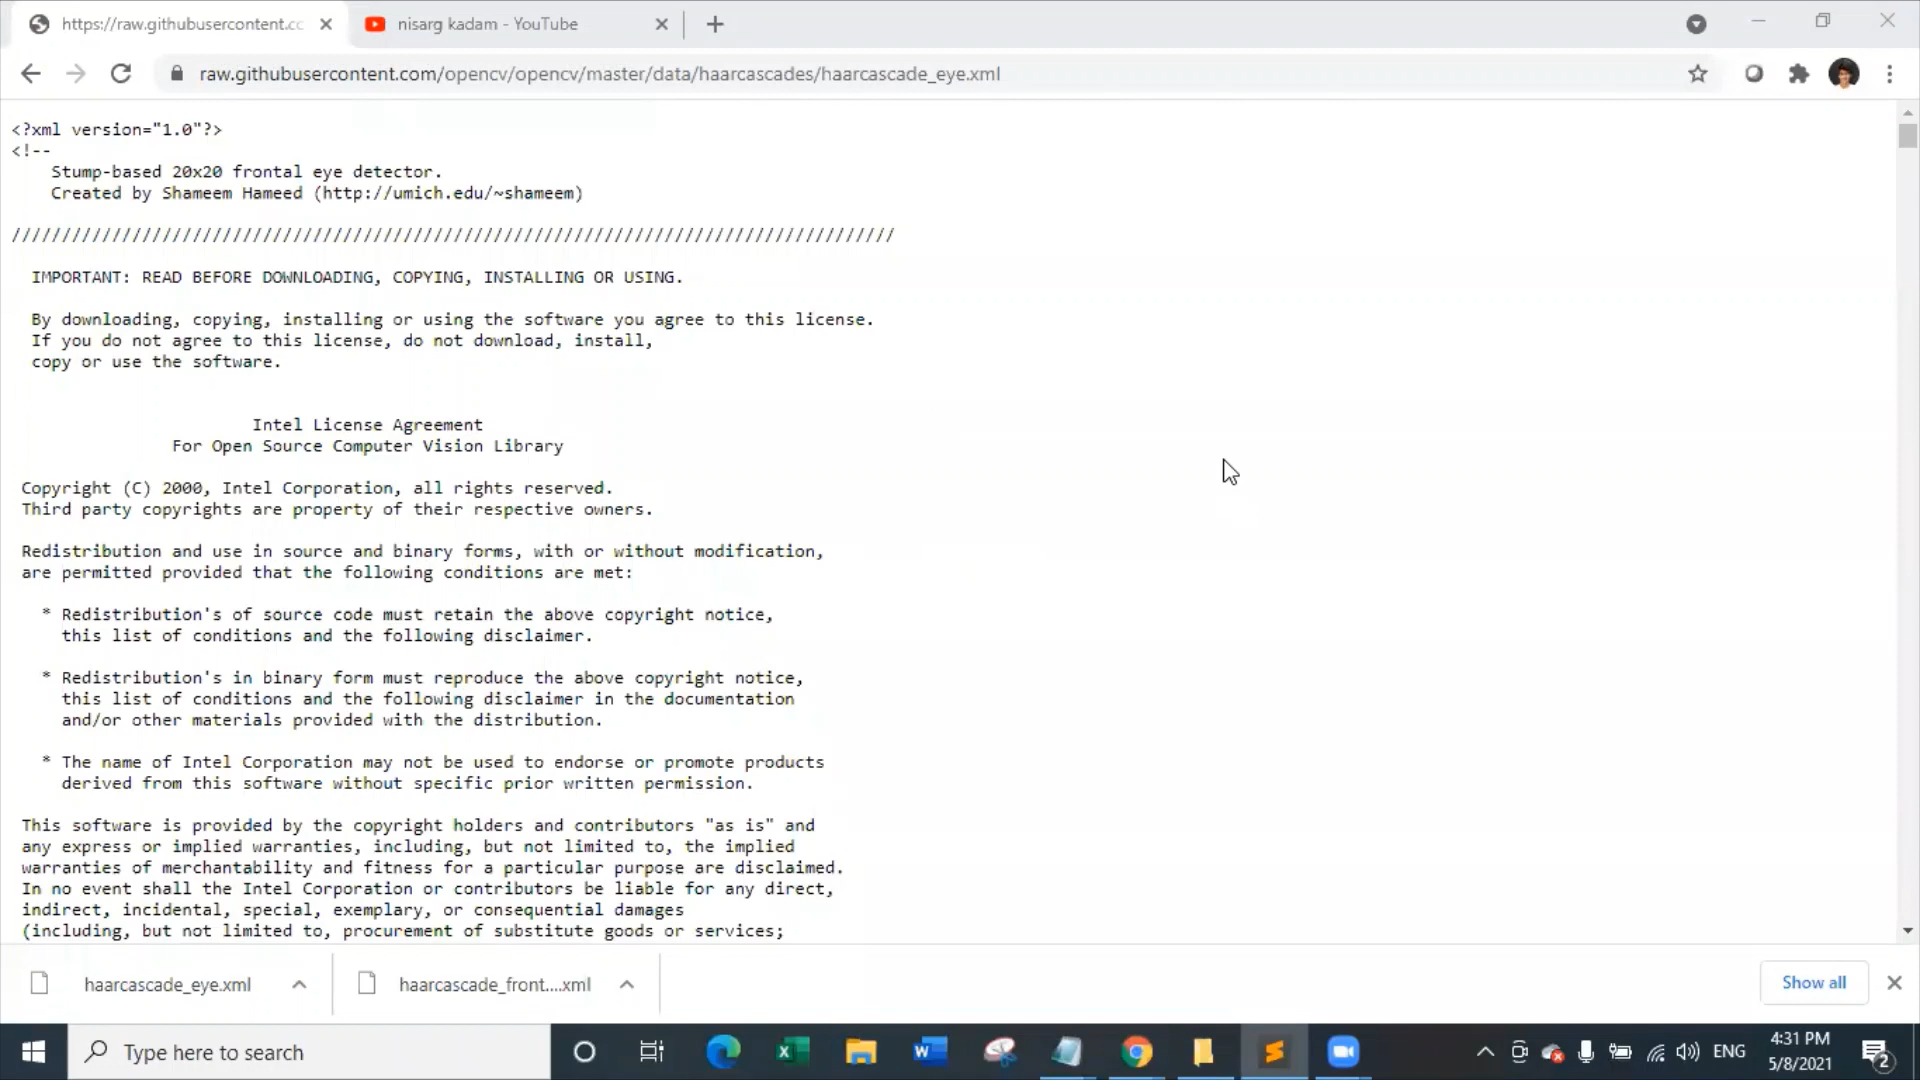 https://raw.githubusercontent.cc
nisarg kadam - YouTube
raw.githubusercontent.com/opencv/opencv/master/data/haarcascades/haarcascade_eye.xml
<?xml version="1.0"?>
<!--
Stump-based 20x20 frontal eye detector.
Created by Shameem Hameed (http://umich.edu/~shameem)
////////////////////////////////////////////////////////////////////////////////////////
IMPORTANT: READ BEFORE DOWNLOADING, COPYING, INSTALLING OR USING.
By downloading, copying, installing or using the software you agree to this license.
If you do not agree to this license, do not download, install,
copy or use the software.
Intel License Agreement
For Open Source Computer Vision Library
Copyright (C) 2000, Intel Corporation, all rights reserved.
Third party copyrights are property of their respective owners.
Redistribution and use in source and binary forms, with or without modification,
are permitted provided that the following conditions are met:
* Redistribution's of source code must retain the above copyright notice,
this list of conditions and the following disclaimer.
* Redistribution's in binary form must reproduce the above copyright notice,
this list of conditions and the following disclaimer in the documentation
and/or other materials provided with the distribution.
* The name of Intel Corporation may not be used to endorse or promote products
derived from this software without specific prior written permission.
This software is provided by the copyright holders and contributors "as is" and
any express or implied warranties, including, but not limited to, the implied
warranties of merchantability and fitness for a particular purpose are disclaimed.
In no event shall the Intel Corporation or contributors be liable for any direct,
indirect, incidental, special, exemplary, or consequential damages
(including, but not limited to, procurement of substitute goods or services;
haarcascade_eye.xml
haarcascade_front....xml
Show all
Type here to search
ENG
4:31 PM
5/8/2021
2